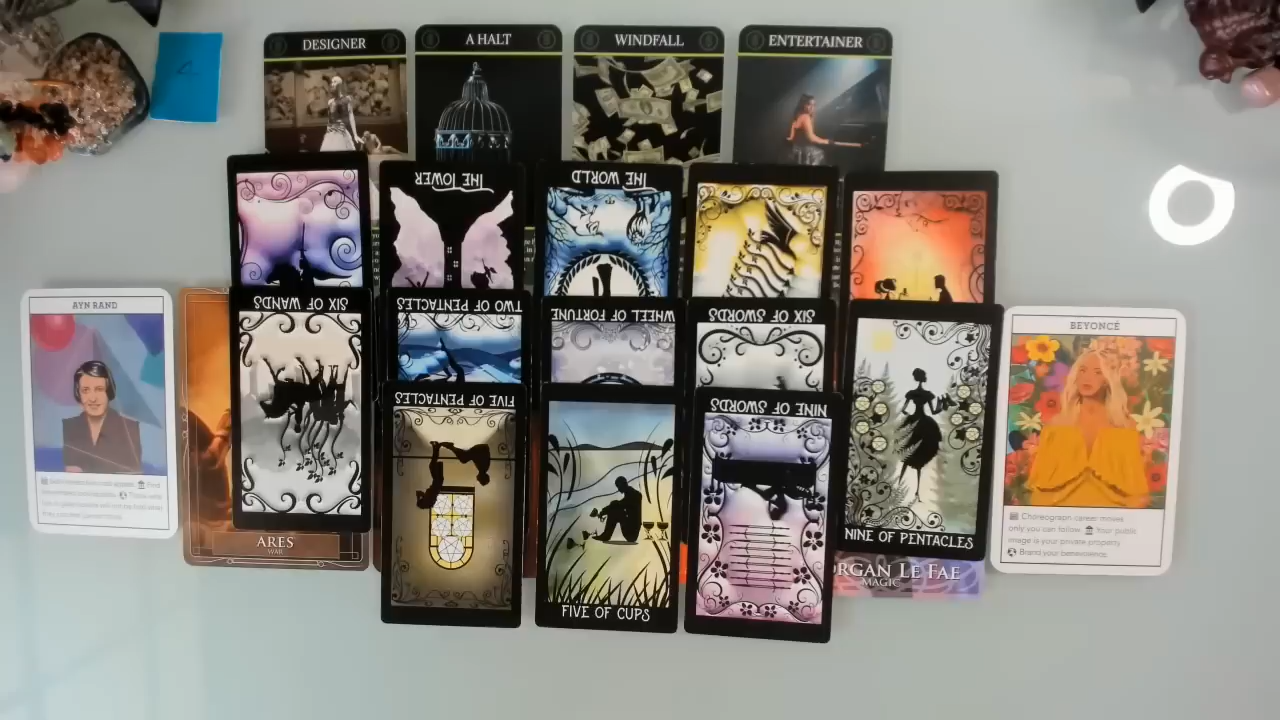 DESIGNER
A HALT
WINDFALL
ENTERTAINER
THE TOWER
THE WORLD
SIX OF WANDS
TWO OF PENTACLES
WHEEL OF FORTUNE
SIX OF SWORDS
AYN RAND
BEYONCÉ
FIVE OF PENTACLES
NINE OF SWORDS
Choreograph career moves
only you can follow. Your public
image is your private property.
Brand your benevolence.
ARES
WAR
NINE OF PENTACLES
LE FAE
MAGIC
FIVE OF CUPS